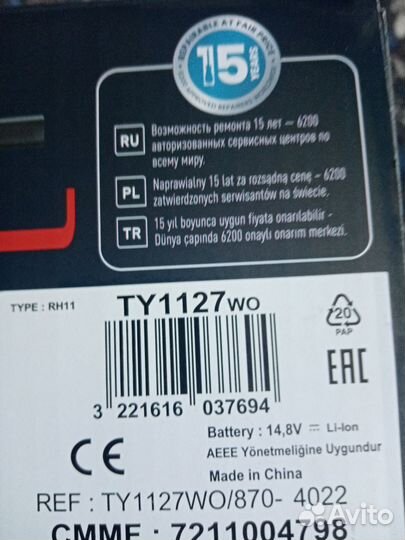 REPAIRABLE AT FAIR PRICE
15 YEARS
RU
Возможность ремонта 15 лет – 6200
авторизованных сервисных центров по
всему миру.
PL
Naprawialny 15 lat za rozsądną cenę – 6200
zatwierdzonych serwisantów na świecie.
TR
15 yıl boyunca uygun fiyata onarılabilir -
Dünya çapında 6200 onaylı onarım merkezi.
TYPE : RH11
TY1127WO
20
PAP
3 221616 037694
EAC
Battery : 14,8V Li-Ion
AEEE Yönetmeliğine Uygundur
CE
Made in China
REF : TY1127WO/870- 4022
CMMF : 7211004798
Avito